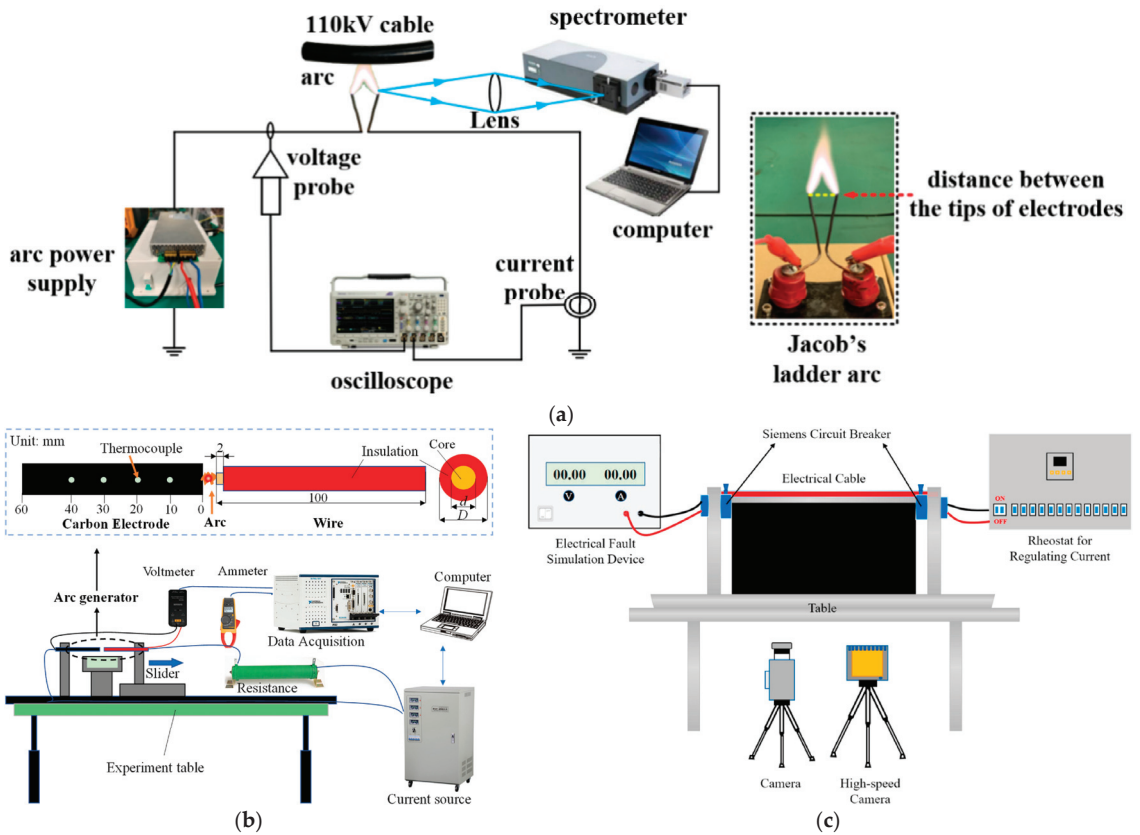 110kV cable
arc
spectrometer
Lens
voltage
probe
arc power
supply
oscilloscope
current
probe
computer
distance between
the tips of electrodes
Jacob's
ladder arc
(a)
Unit: mm
Thermocouple
2
Insulation
Core
60
40
30
20
10
0
Carbon Electrode
Arc
100
Wire
d
D
Arc generator
Voltmeter
Ammeter
Data Acquisition
Computer
Slider
Resistance
Experiment table
Current source
(b)
00.00
00.00
V
A
Electrical Fault
Simulation Device
Siemens Circuit Breaker
Electrical Cable
ON
OFF
Rheostat for
Regulating Current
Table
Camera
High-speed
Camera
(c)